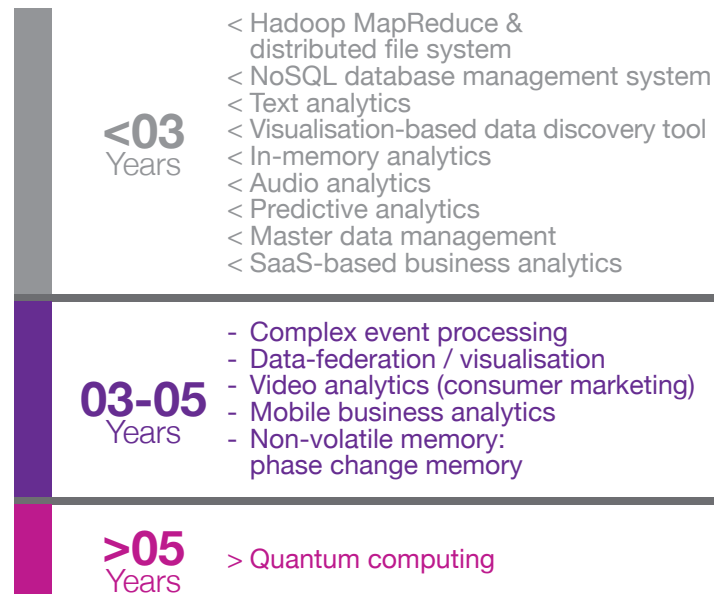 <03
Years
< Hadoop MapReduce &
distributed file system
< NoSQL database management system
< Text analytics
< Visualisation-based data discovery tool
< In-memory analytics
< Audio analytics
< Predictive analytics
< Master data management
< SaaS-based business analytics
03-05
Years
- Complex event processing
- Data-federation / visualisation
- Video analytics (consumer marketing)
- Mobile business analytics
- Non-volatile memory:
phase change memory
>05
Years
> Quantum computing